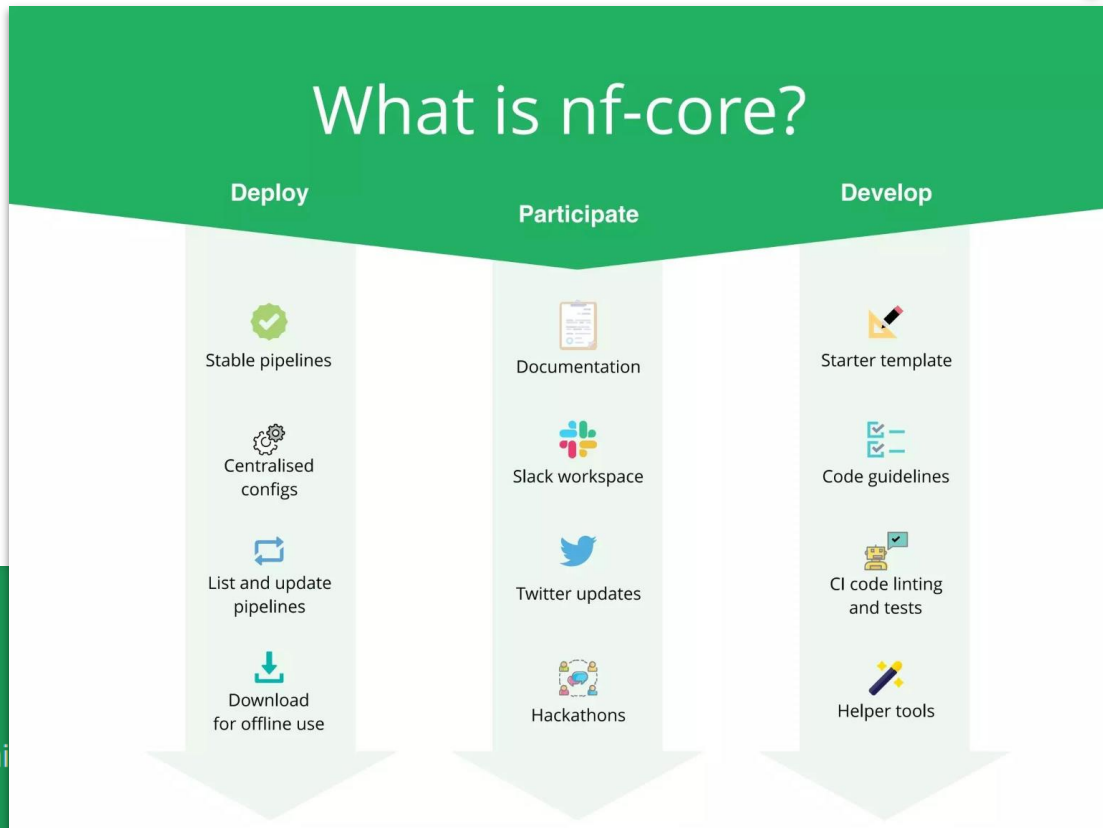 What is nf-core?
Deploy
Participate
Develop
Stable pipelines
Centralised
configs
List and update
pipelines
Download
for offline use
Documentation
Slack workspace
Twitter updates
Hackathons
Starter template
Code guidelines
CI code linting
and tests
Helper tools